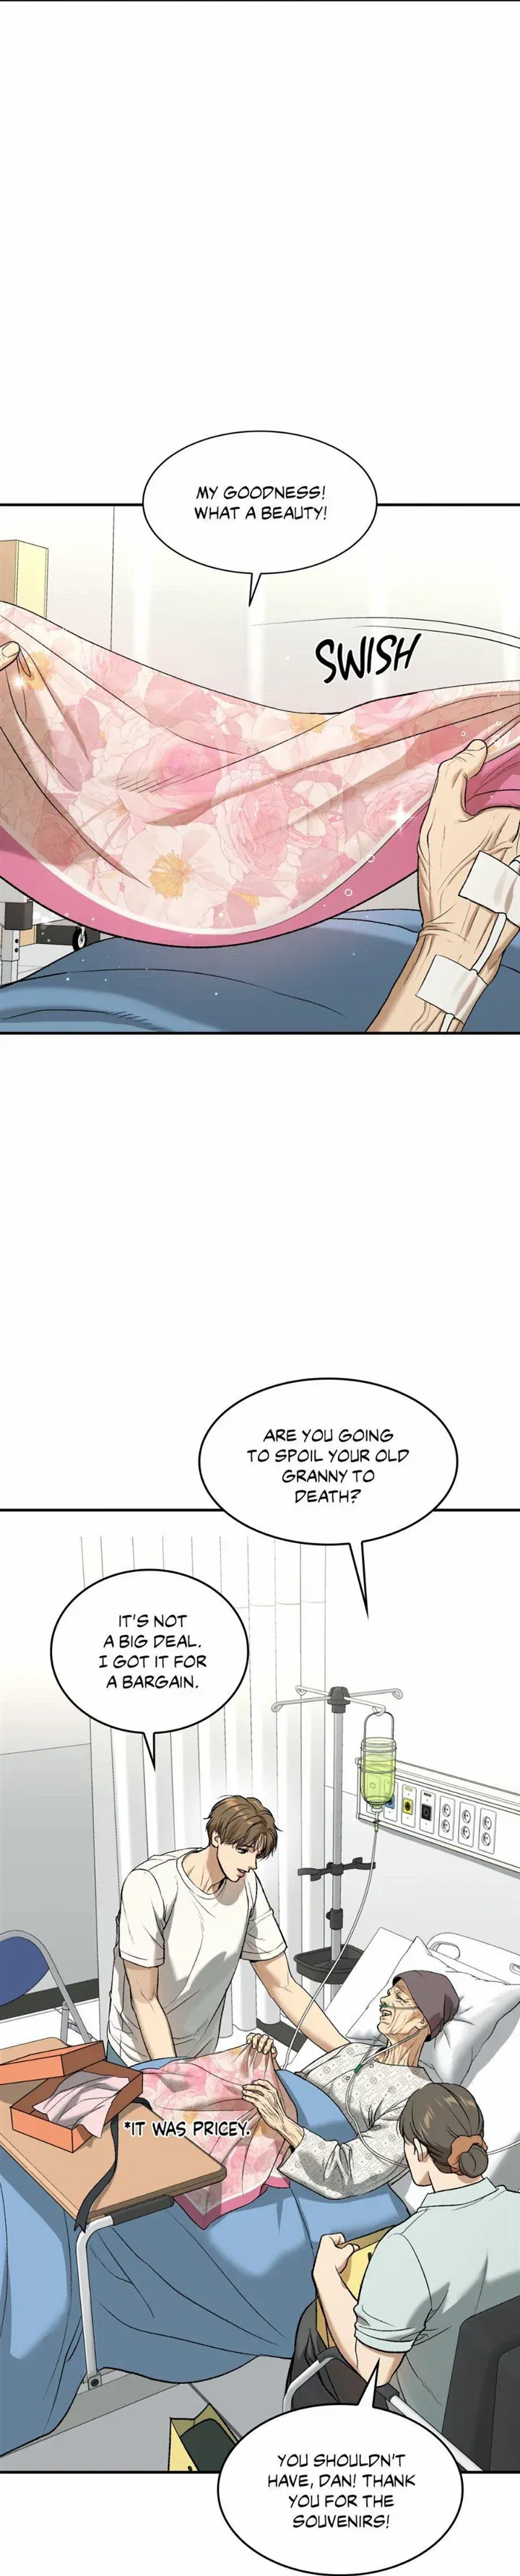 MY GOODNESS!
WHAT A BEAUTY!
SWISH
ARE YOU GOING
TO SPOIL YOUR OLD
GRANNY TO
DEATH?
IT'S NOT
A BIG DEAL.
I GOT IT FOR
A BARGAIN.
*IT WAS PRICEY.
YOU SHOULDN'T
HAVE, DAN! THANK
YOU FOR THE
SOUVENIRS!